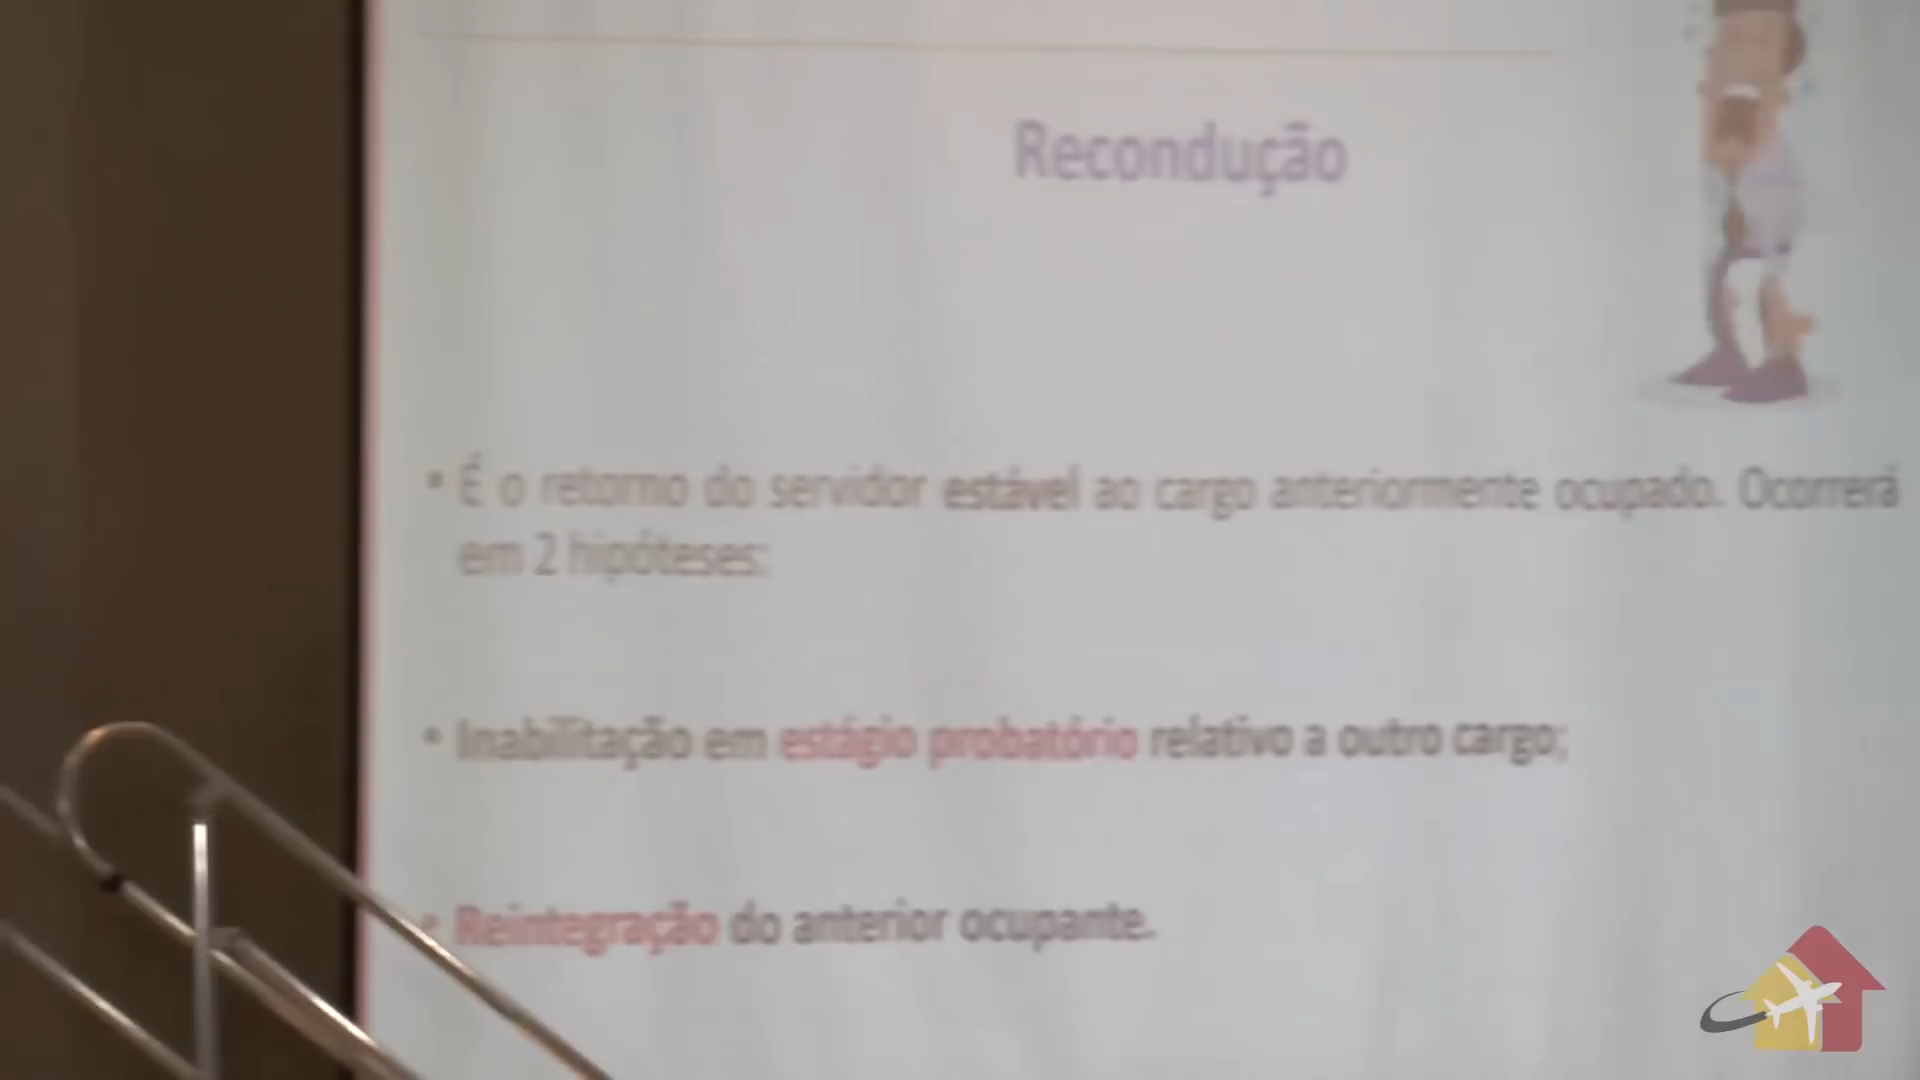 Recondução
• É o retorno do servidor estável ao cargo anteriormente ocupado. Ocorrerá
em 2 hipóteses:
• Inabilitação em estágio probatório relativo a outro cargo;
• Reintegração do anterior ocupante.